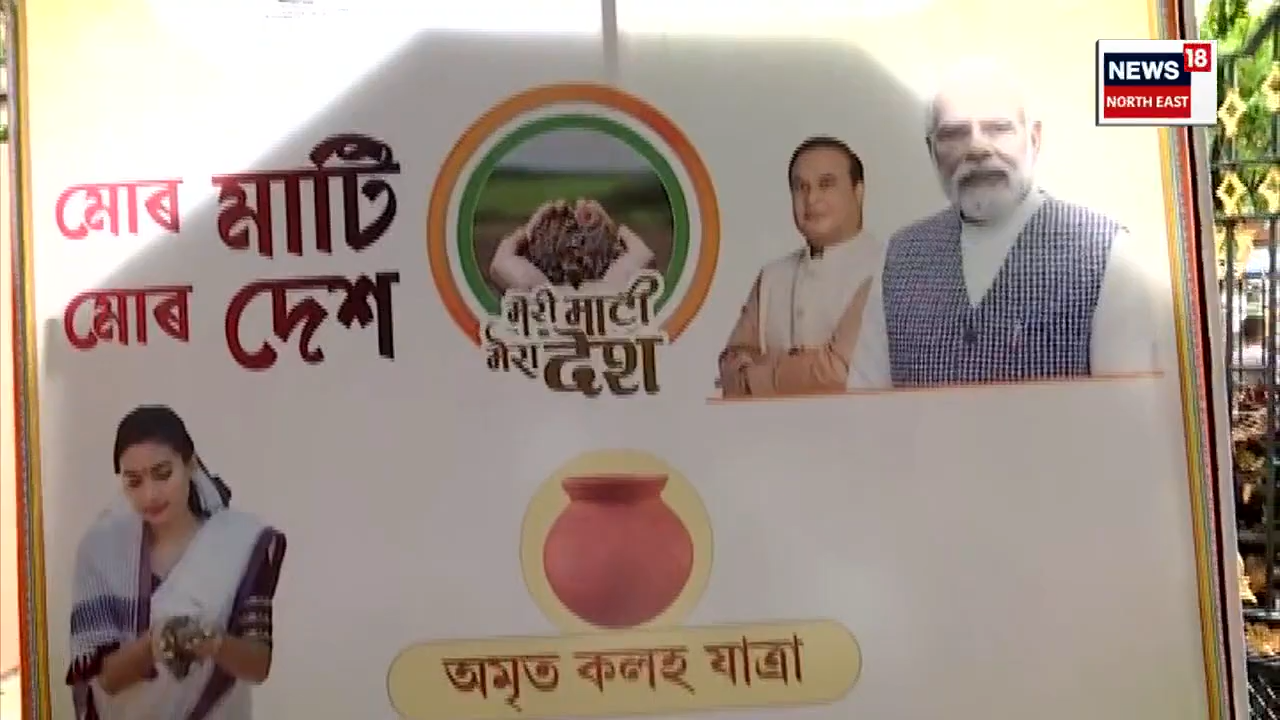 NEWS 18
NORTH EAST
মোৰ মাটি
মোৰ দেশ
मेरी माटी
मेरा देश
অমৃত কলহ যাত্ৰা